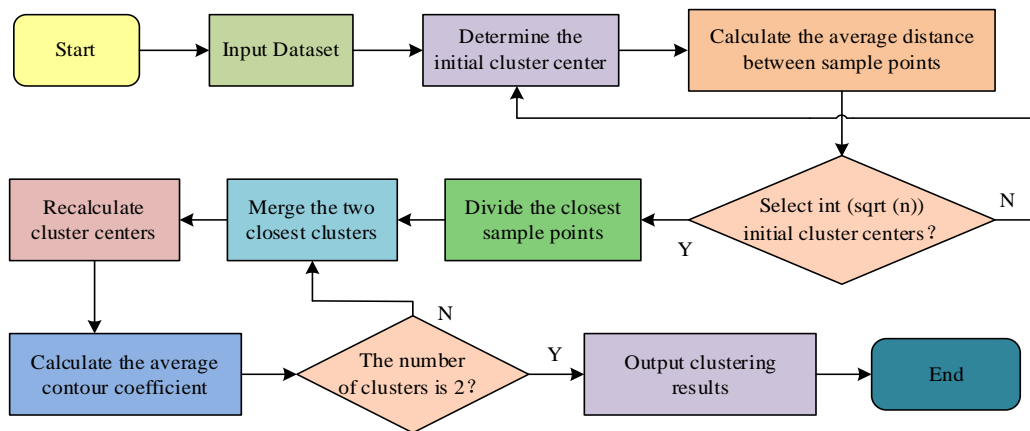 Start
Input Dataset
Determine the
initial cluster center
Calculate the average distance
between sample points
Select int (sqrt (n))
initial cluster centers?
N
Y
Divide the closest
sample points
Merge the two
closest clusters
Recalculate
cluster centers
Calculate the average
contour coefficient
The number
of clusters is 2?
N
Y
Output clustering
results
End